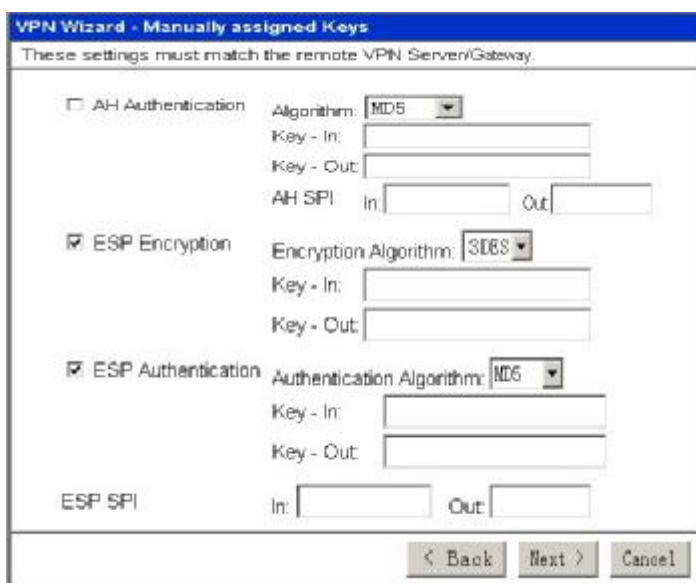 VPN Wizard - Manually assigned Keys
These settings must match the remote VPN Server/Gateway.
AH Authentication Algorithm: MD5
Key - In:
Key - Out:
AH SPI In: Out:
ESP Encryption Encryption Algorithm: 3DES
Key - In:
Key - Out:
ESP Authentication Authentication Algorithm: MD5
Key - In:
Key - Out:
ESP SPI In: Out:
< Back Next > Cancel